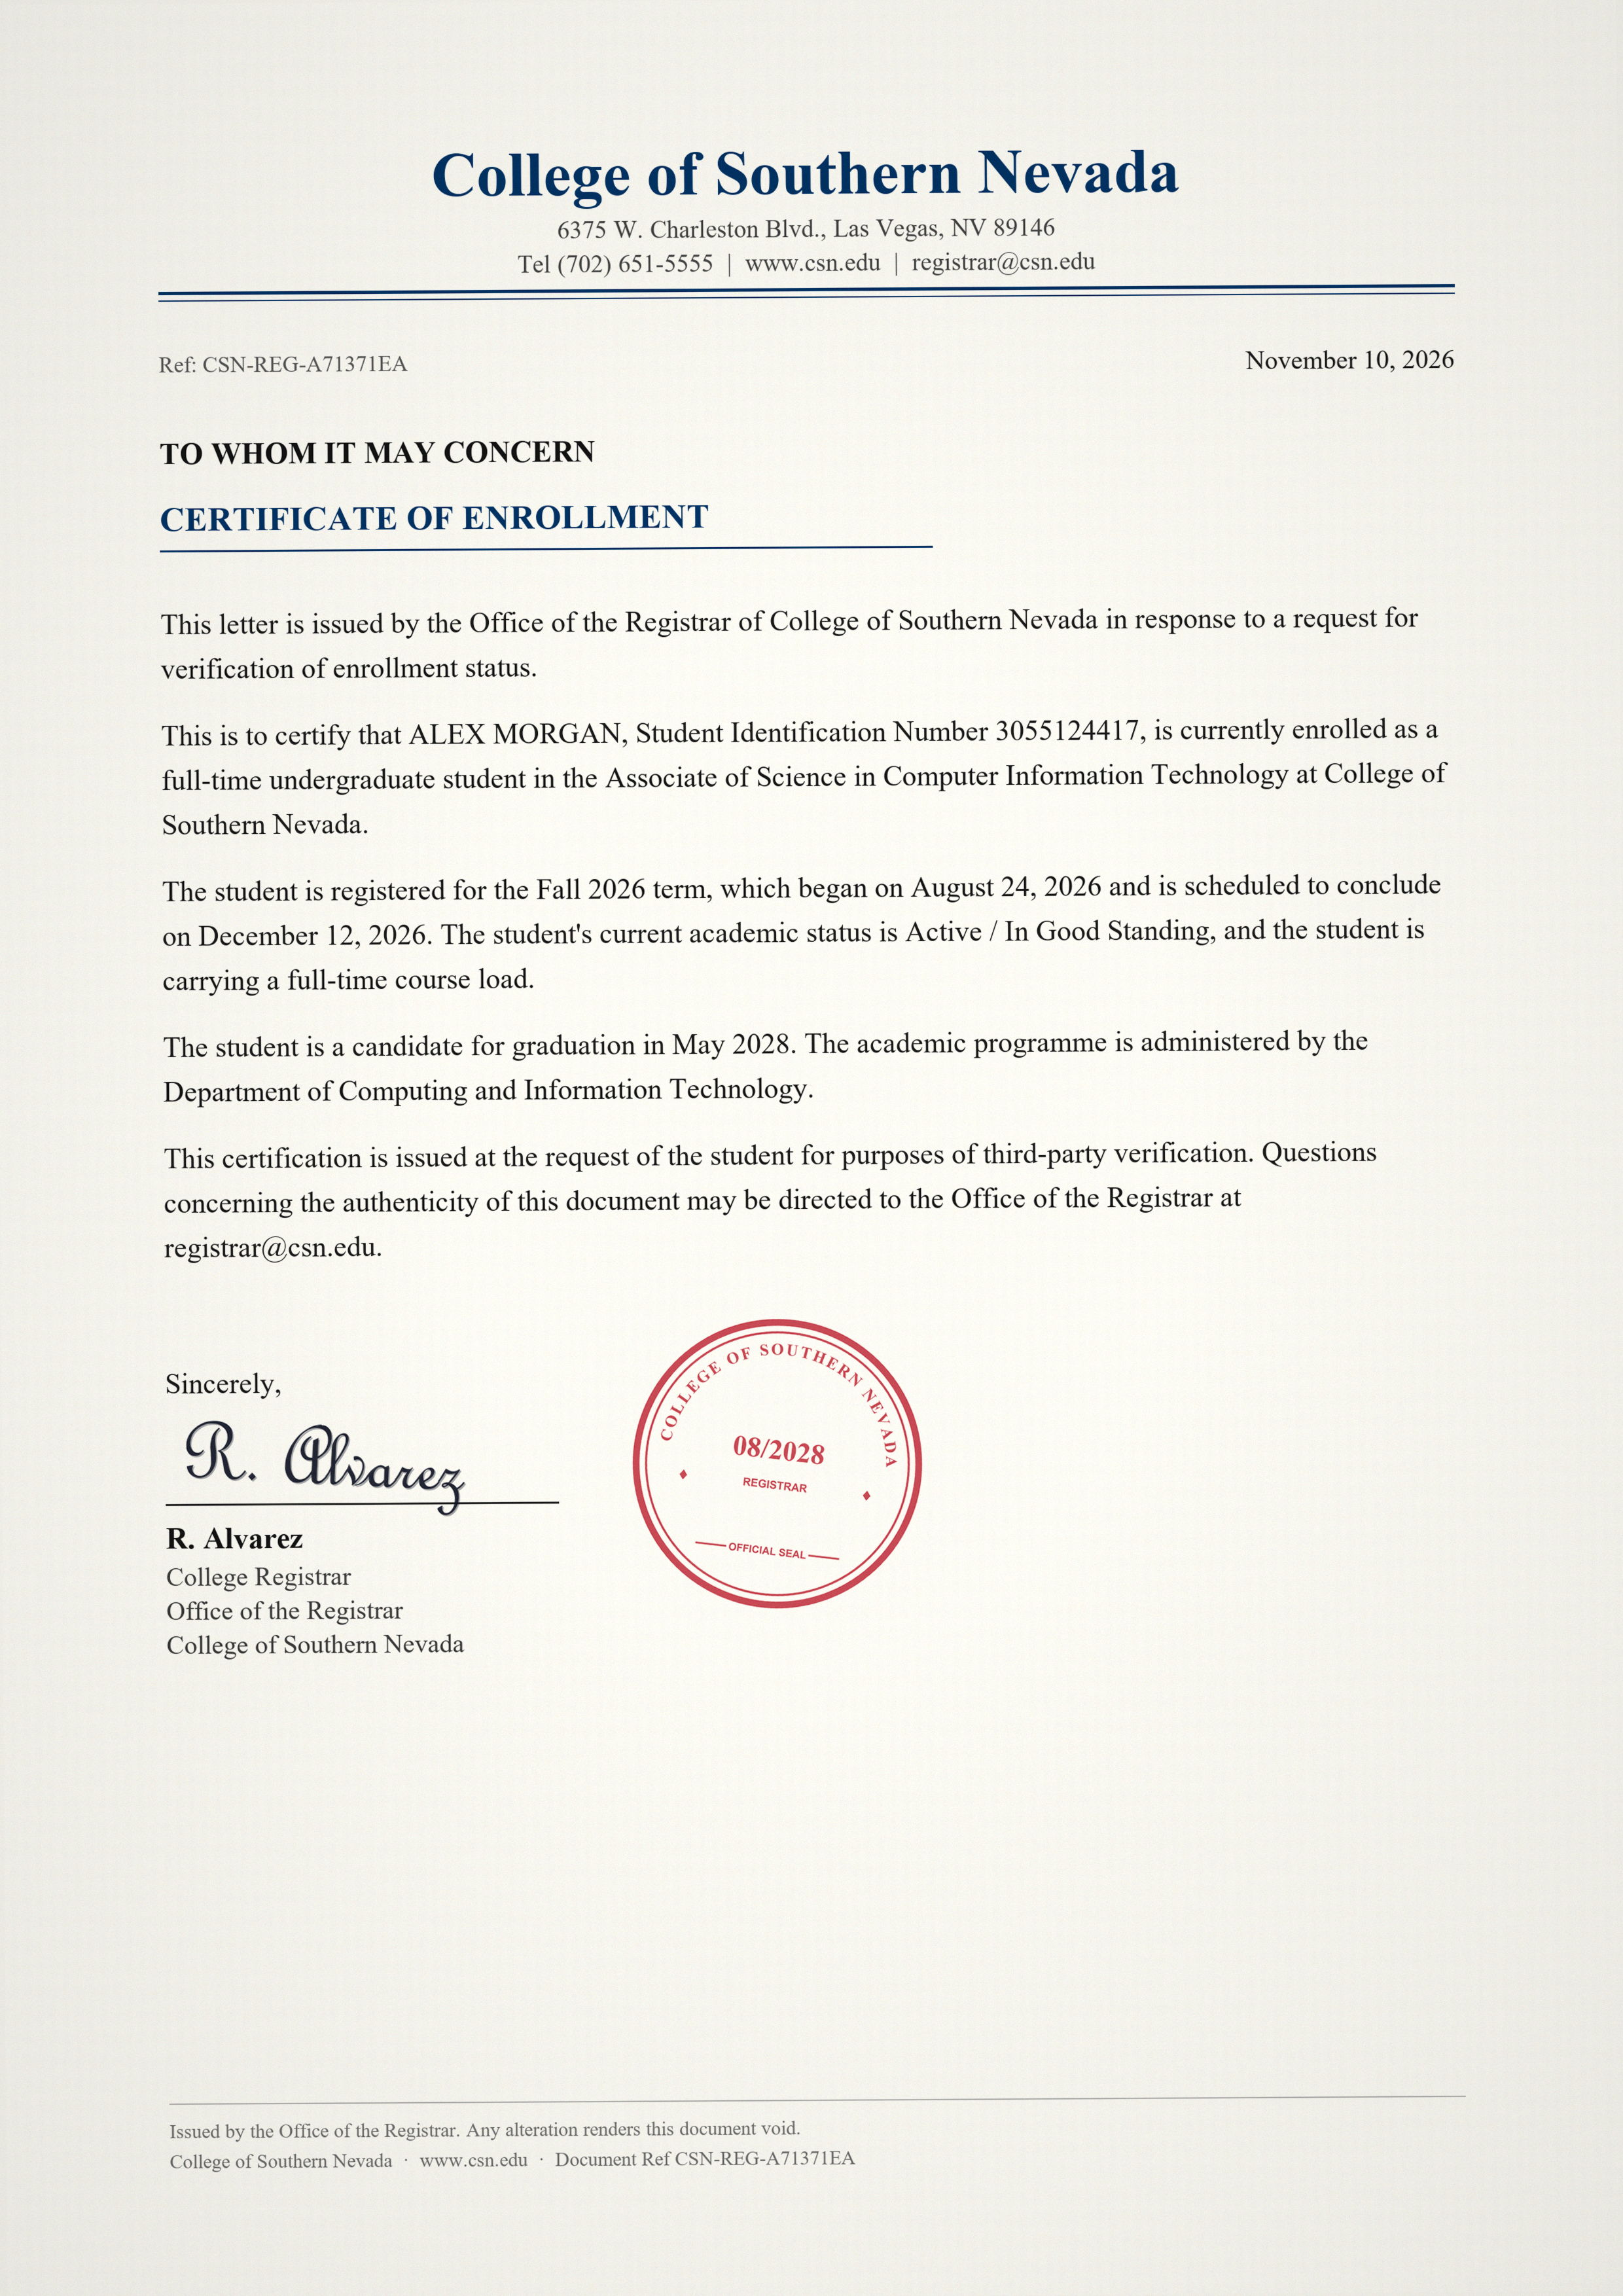 College of Southern Nevada
6375 W. Charleston Blvd., Las Vegas, NV 89146
Tel (702) 651-5555 | www.csn.edu | registrar@csn.edu
Ref: CSN-REG-A71371EA
November 10, 2026
TO WHOM IT MAY CONCERN
CERTIFICATE OF ENROLLMENT
This letter is issued by the Office of the Registrar of College of Southern Nevada in response to a request for
verification of enrollment status.
This is to certify that ALEX MORGAN, Student Identification Number 3055124417, is currently enrolled as a
full-time undergraduate student in the Associate of Science in Computer Information Technology at College of
Southern Nevada.
The student is registered for the Fall 2026 term, which began on August 24, 2026 and is scheduled to conclude
on December 12, 2026. The student's current academic status is Active / In Good Standing, and the student is
carrying a full-time course load.
The student is a candidate for graduation in May 2028. The academic programme is administered by the
Department of Computing and Information Technology.
This certification is issued at the request of the student for purposes of third-party verification. Questions
concerning the authenticity of this document may be directed to the Office of the Registrar at
registrar@csn.edu.
Sincerely,
R. Alvarez
R. Alvarez
College Registrar
Office of the Registrar
College of Southern Nevada
COLLEGE OF SOUTHERN NEVADA
08/2028
REGISTRAR
OFFICIAL SEAL
Issued by the Office of the Registrar. Any alteration renders this document void.
College of Southern Nevada · www.csn.edu · Document Ref CSN-REG-A71371EA